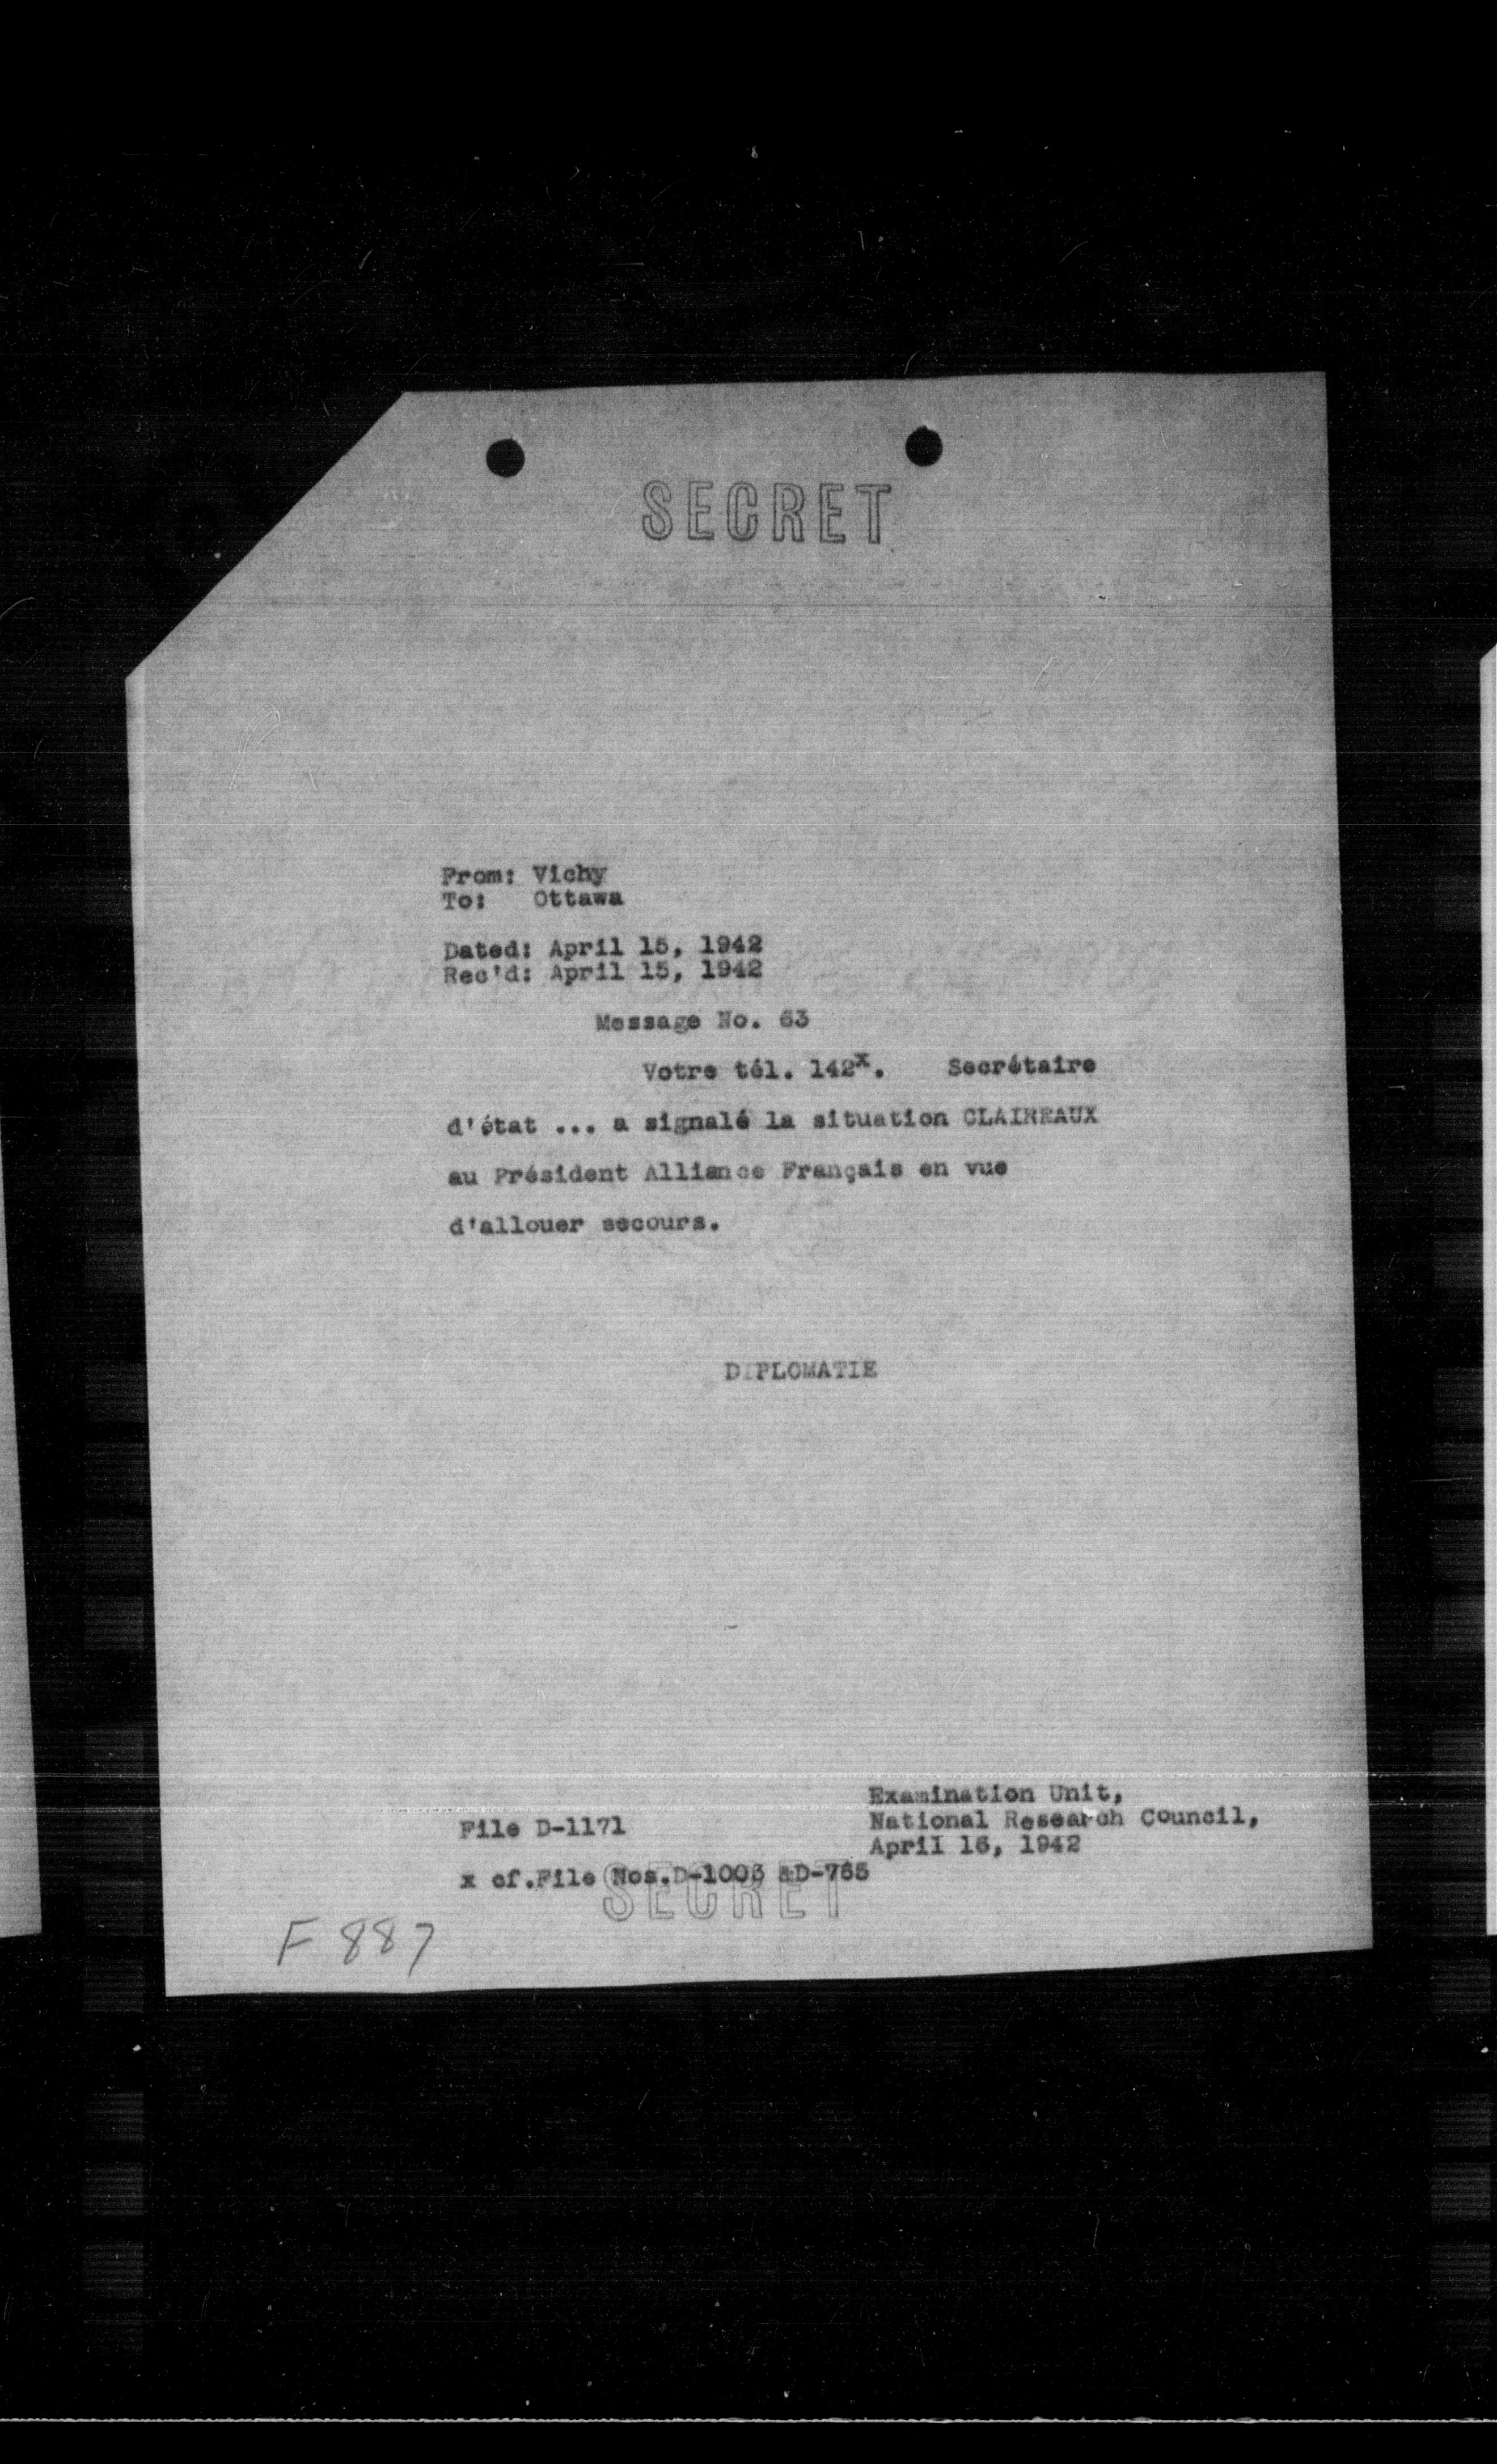 SECRET
From: Vichy
To: Ottawa
Dated: April 15, 1942
Rec'd: April 15, 1942
Message No. 63
Votre tél. 142x. Secrétaire
d'état ... a signalé la situation CLAIREAUX
au Président Alliance Français en vue
d'allouer secours.
DIPLOMATIE
Examination Unit,
National Research Council,
April 16, 1942
File D-1171
x cf.File Nos.D-1003 &D-765
SECRET
F 887